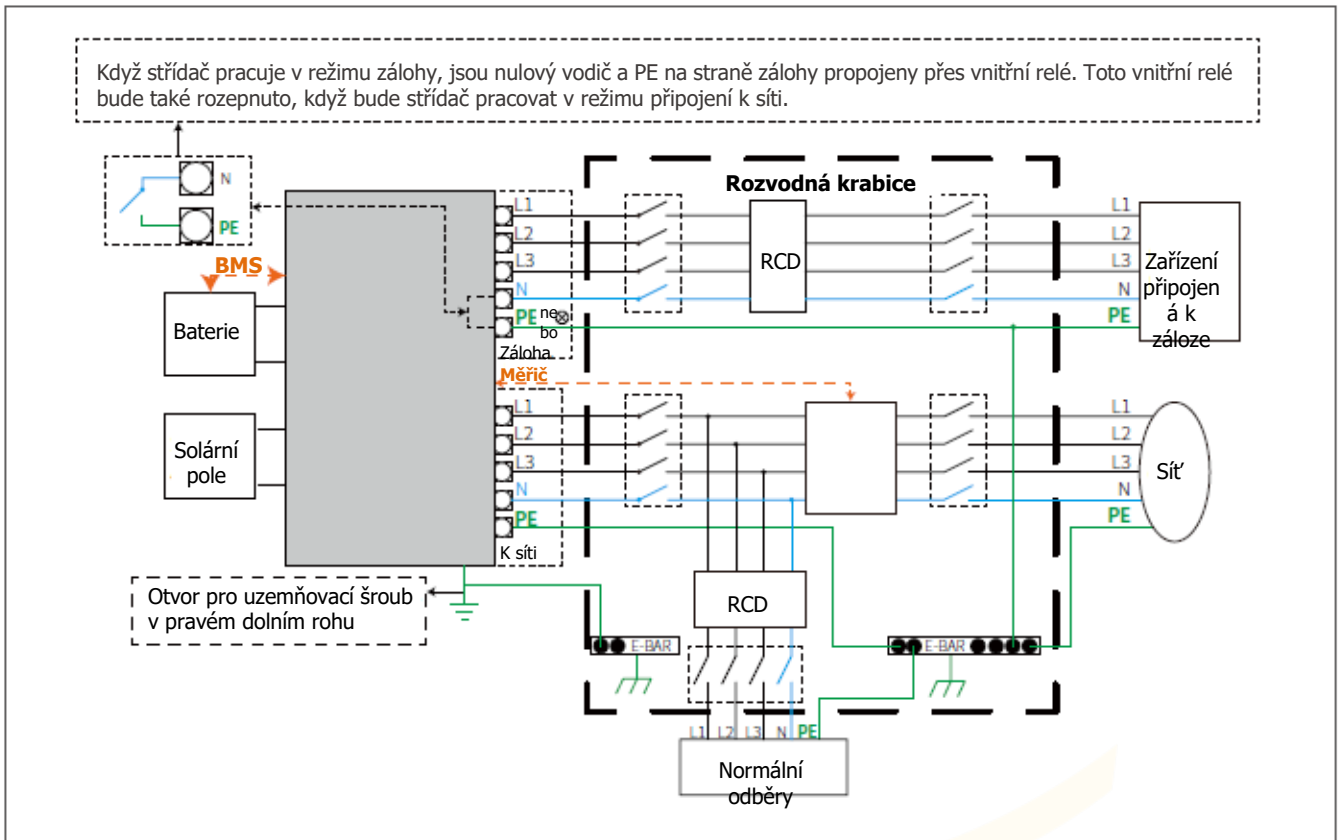 Když střídač pracuje v režimu zálohy, jsou nulový vodič a PE na straně zálohy propojeny přes vnitřní relé. Toto vnitřní relé
bude také rozepnuto, když bude střídač pracovat v režimu připojení k síti.
N
PE
BMS
Baterie
Solární
pole
Otvor pro uzemňovací šroub
v pravém dolním rohu
L1
L2
L3
N
PE
ne
bo
Záloha
Měřič
L1
L2
L3
N
PE
K síti
Rozvodná krabice
RCD
RCD
E-BAR
E-BAR
L1
L2
L3
N
PE
Zařízení
připojen
á k
záloze
L1
L2
L3
N
PE
Síť
L1 L2 L3 N PE
Normální
odběry